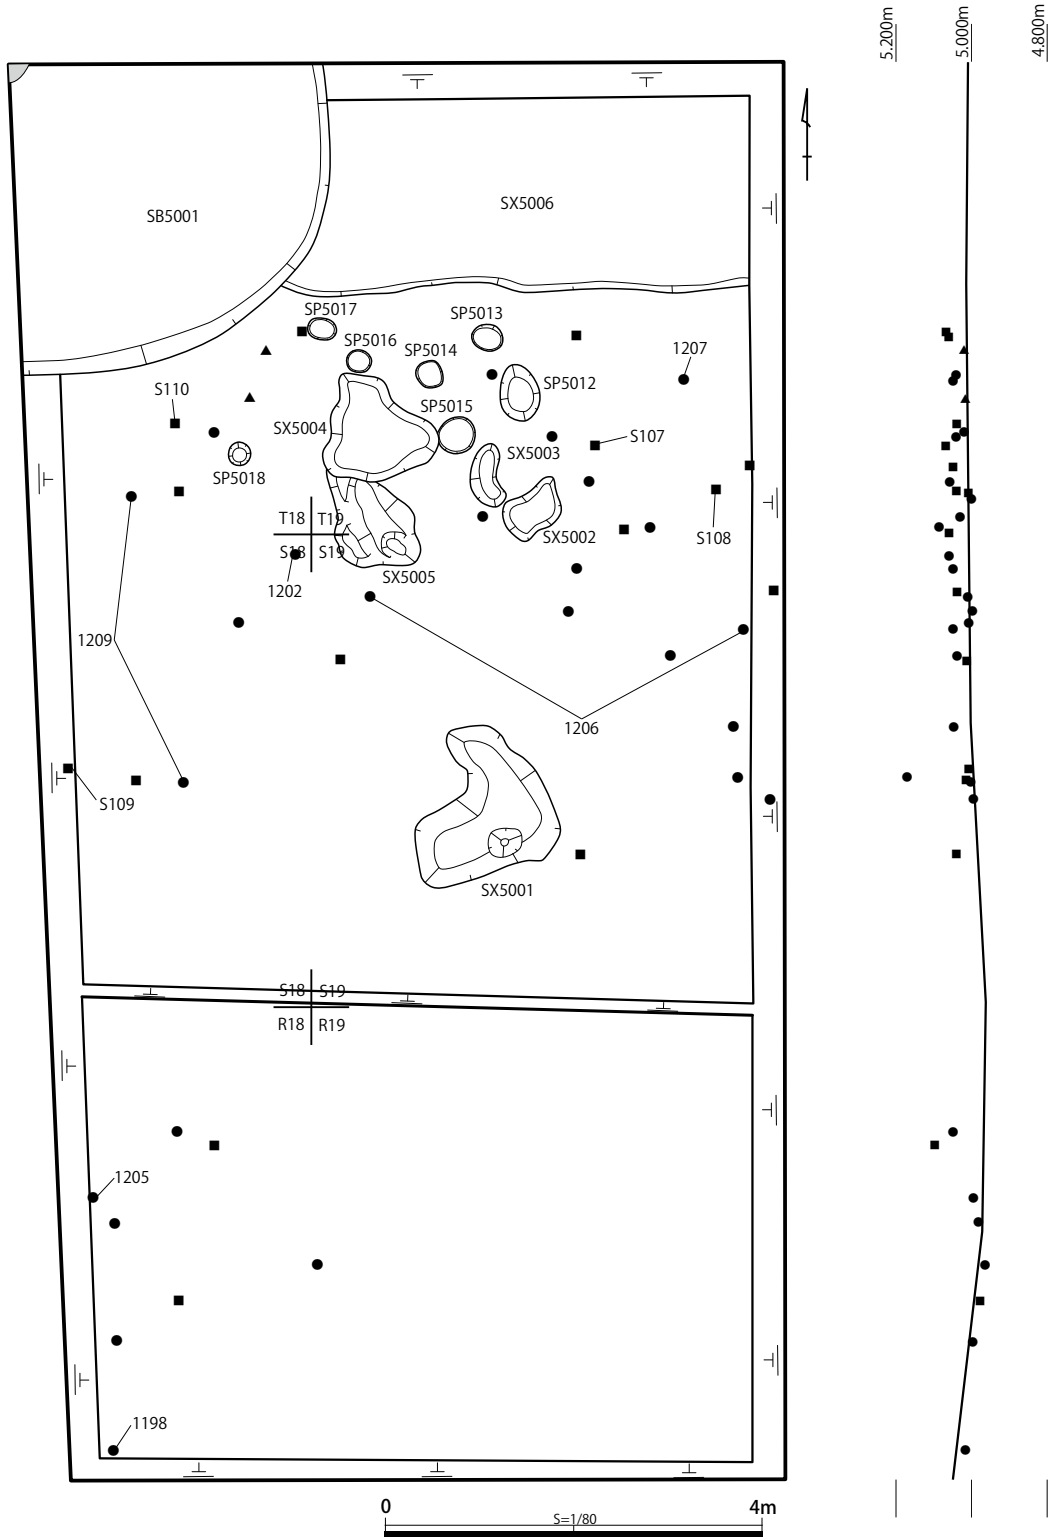 5.200m
5.000m
4.800m
SB5001
SX5006
SP5017
SP5013
SP5016
SP5014
1207
SP5012
S110
SP5015
SX5004
S107
SX5003
SP5018
T18 T19
SX5002
S108
S18 S19
SX5005
1202
1209
1206
S109
SX5001
S18 S19
R18 R19
1205
1198
0 4m
S=1/80